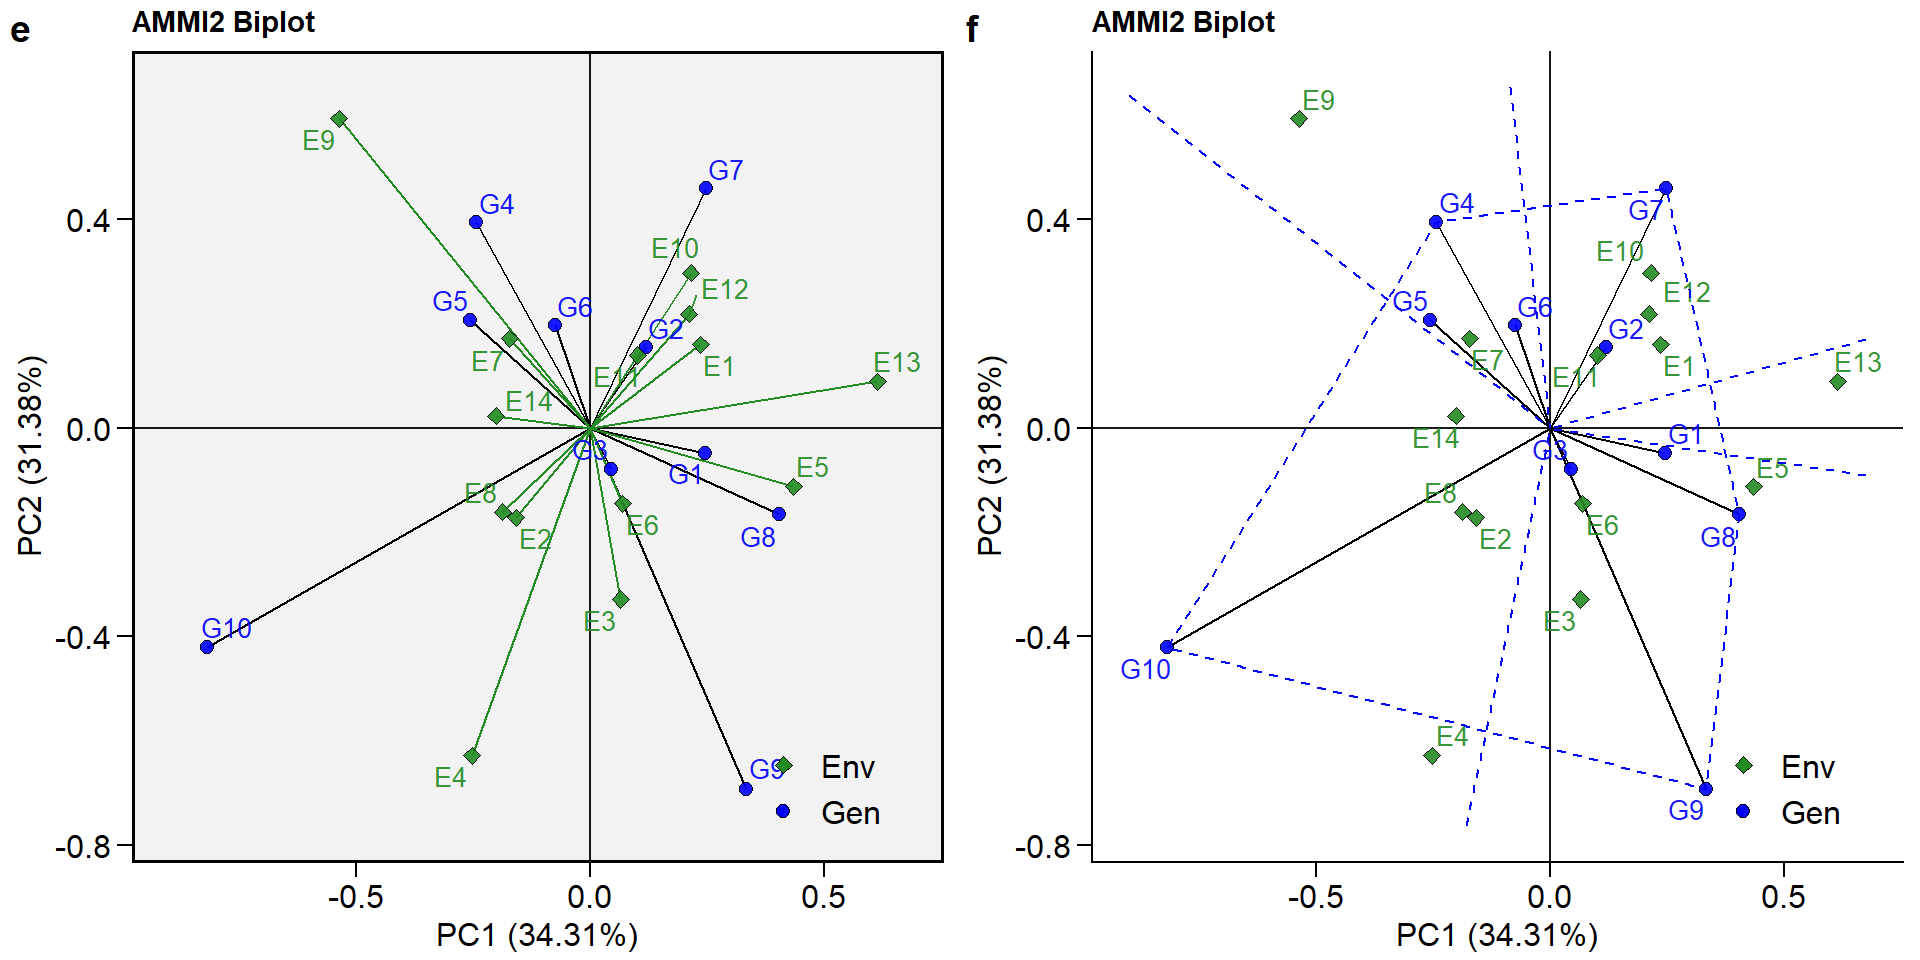 e
AMMI2 Biplot
E9
G7
G4
E10
E12
G5
G6
G2
E7
E11
E1
E13
E14
G3
G1
E5
E8
E2
E6
G8
E3
G10
E4
G9
Env
Gen
0.4
0.0
-0.4
-0.8
-0.5
0.0
0.5
PC1 (34.31%)
PC2 (31.38%)
f
AMMI2 Biplot
E9
G4
G7
E10
E12
G5
G6
G2
E7
E11
E1
E13
E14
G3
G1
E5
E8
E2
E6
G8
E3
G10
E4
G9
Env
Gen
0.4
0.0
-0.4
-0.8
-0.5
0.0
0.5
PC1 (34.31%)
PC2 (31.38%)